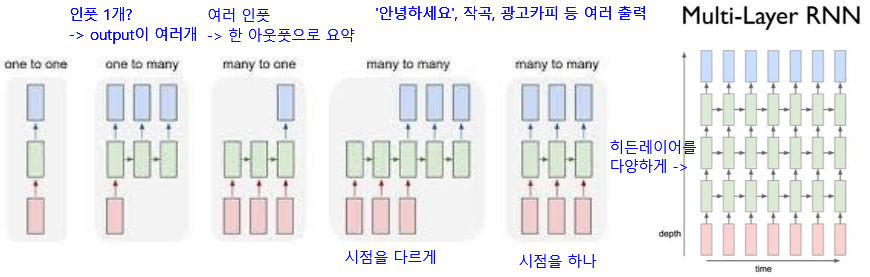 인풋 1개?
-> output이 여러개
여러 인풋
-> 한 아웃풋으로 요약
'안녕하세요', 작곡, 광고카피 등 여러 출력
Multi-Layer RNN
one to one
one to many
many to one
many to many
many to many
히든레이어를
다양하게 ->
시점을 다르게
시점을 하나
depth
time